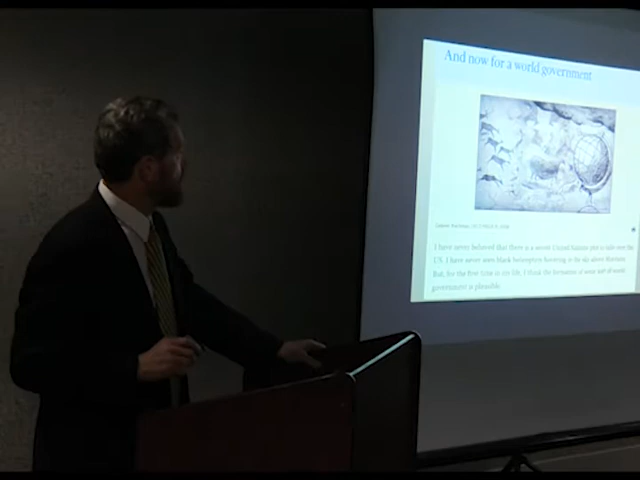 And now for a world government
I have never believed that there is a secret United Nations plot to take over the
US. I have never seen black helicopters hovering in the sky above Montana.
But, for the first time in my life, I think the formation of some sort of world
government is plausible.